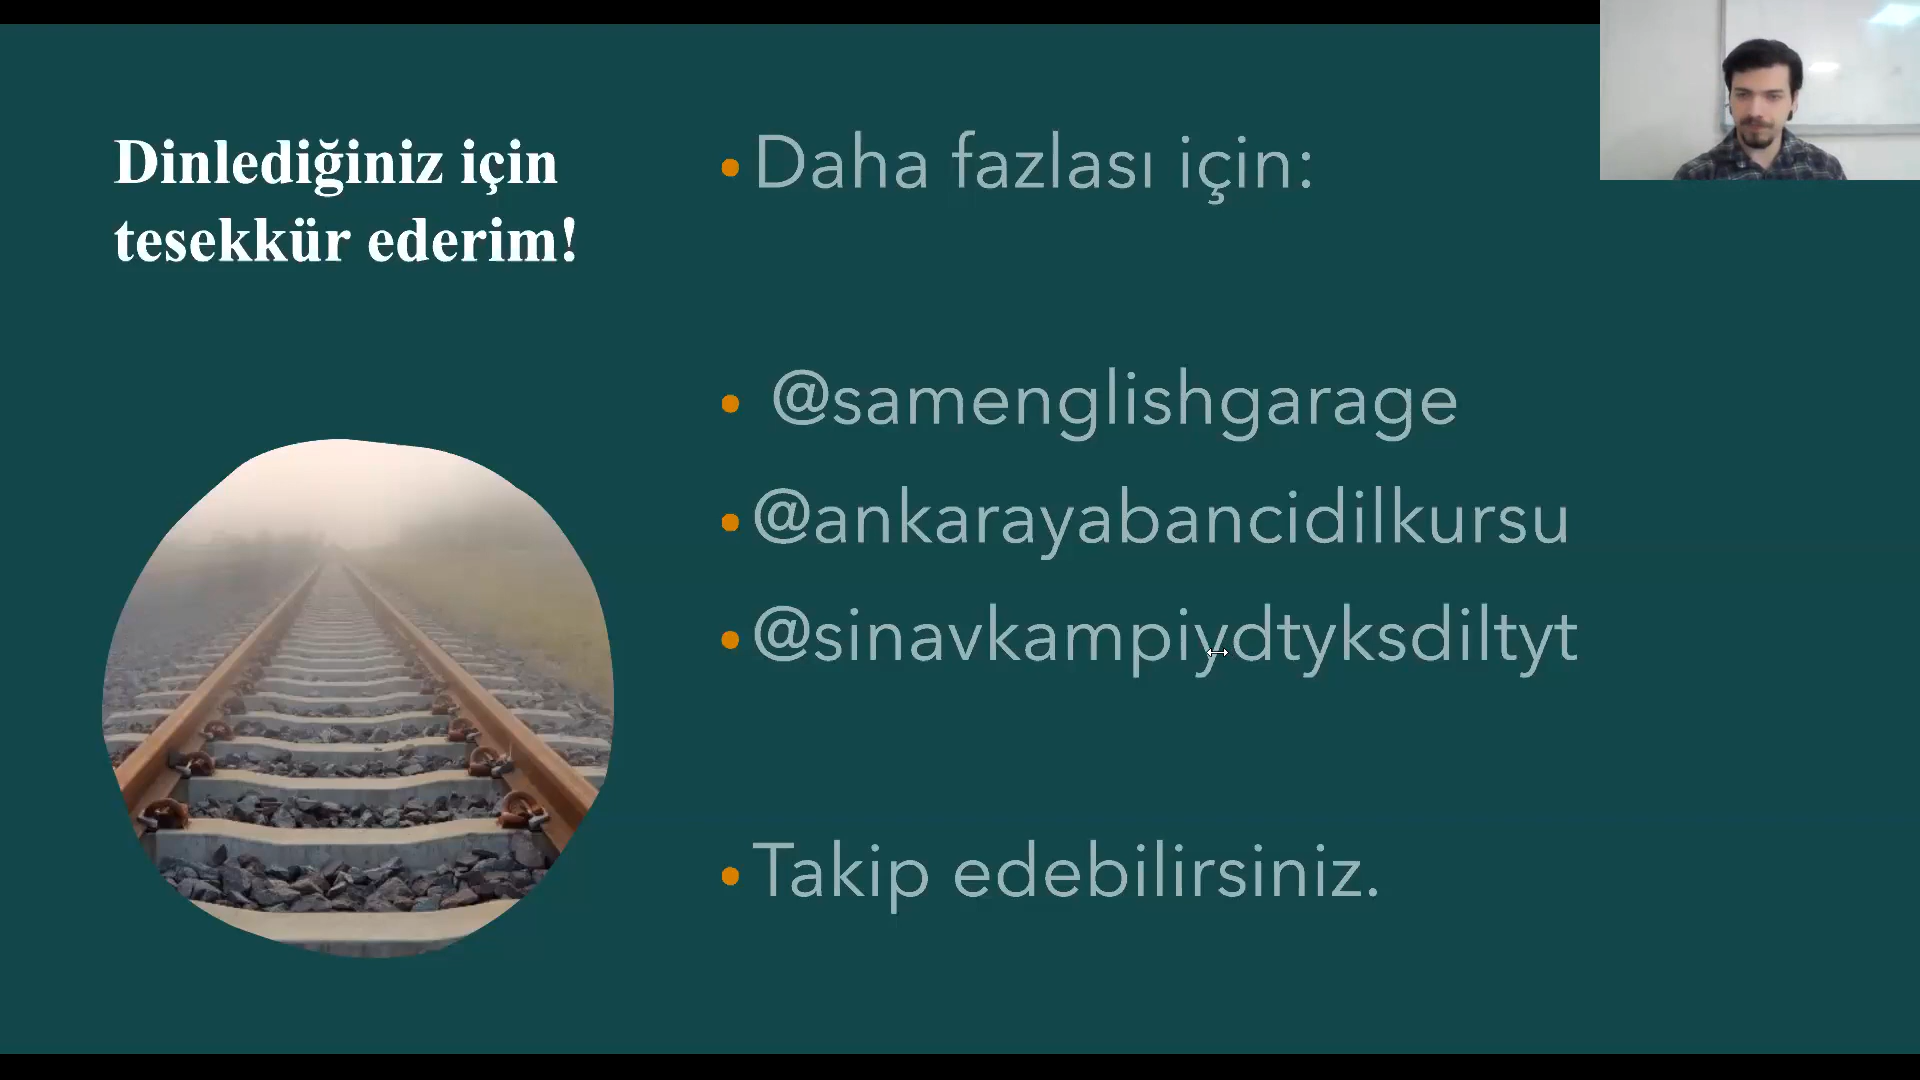 Dinlediğiniz için
tesekkür ederim!
Daha fazlası için:
@samenglishgarage
@ankarayabancidilkursu
@sinavkampiydtyksdiltyt
Takip edebilirsiniz.